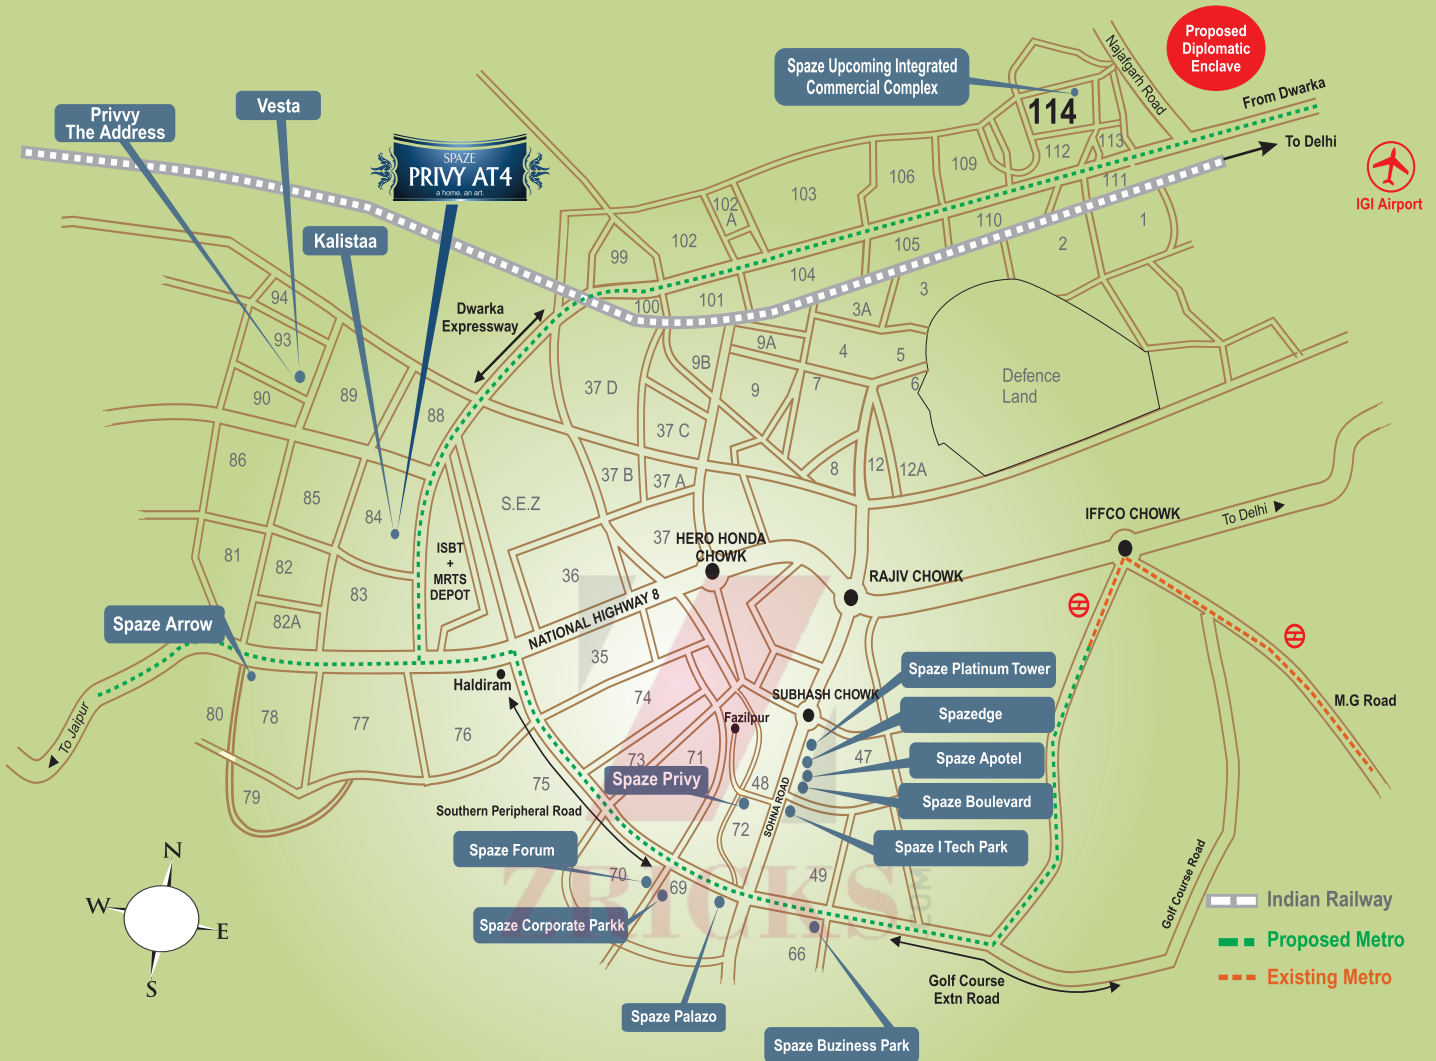 Proposed
Diplomatic
Enclave
Najafgarh Road
Spaze Upcoming Integrated
Commercial Complex
From Dwarka
114
To Delhi
IGI Airport
Vesta
Privvy
The Address
SPAZE
PRIVY AT4
a home. an art.
Kalistaa
113
112
109
111
106
103
102
A
110
1
2
105
102
99
104
3
101
100
3A
94
93
Dwarka
Expressway
9A
4
5
9B
6
7
9
37 D
89
90
88
Defence
Land
37 C
86
37 B
37 A
8
12
12A
85
S.E.Z
84
IFFCO CHOWK
To Delhi
37
HERO HONDA
CHOWK
81
82
ISBT
+
MRTS
DEPOT
36
RAJIV CHOWK
83
82A
NATIONAL HIGHWAY 8
Spaze Arrow
35
Haldiram
74
SUBHASH CHOWK
Spaze Platinum Tower
M.G Road
80
78
77
76
Fazilpur
Spazedge
To Jaipur
73
71
47
Spaze Apotel
Spaze Privy
48
75
79
Spaze Boulevard
Southern Peripheral Road
SOHNA ROAD
72
Spaze I Tech Park
Spaze Forum
70
69
49
Golf Course Road
ZRICKS
.COM
Spaze Corporate Parkk
66
N
W
E
S
Indian Railway
Proposed Metro
Existing Metro
Golf Course
Extn Road
Spaze Palazo
Spaze Buziness Park